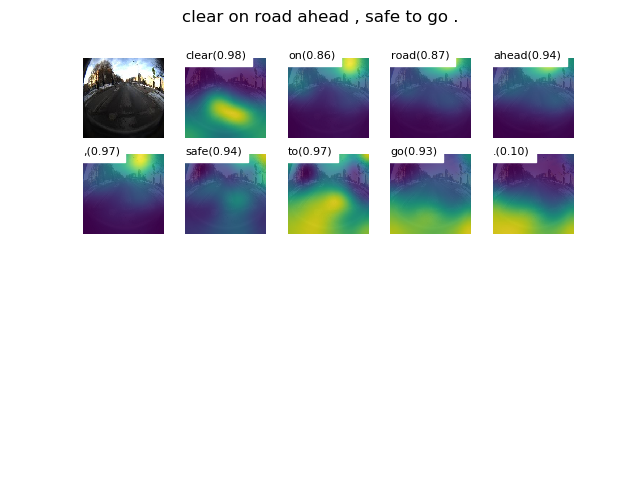 clear on road ahead , safe to go .
clear(0.98) on(0.86) road(0.87) ahead(0.94)
,(0.97) safe(0.94) to(0.97) go(0.93) .(0.10)